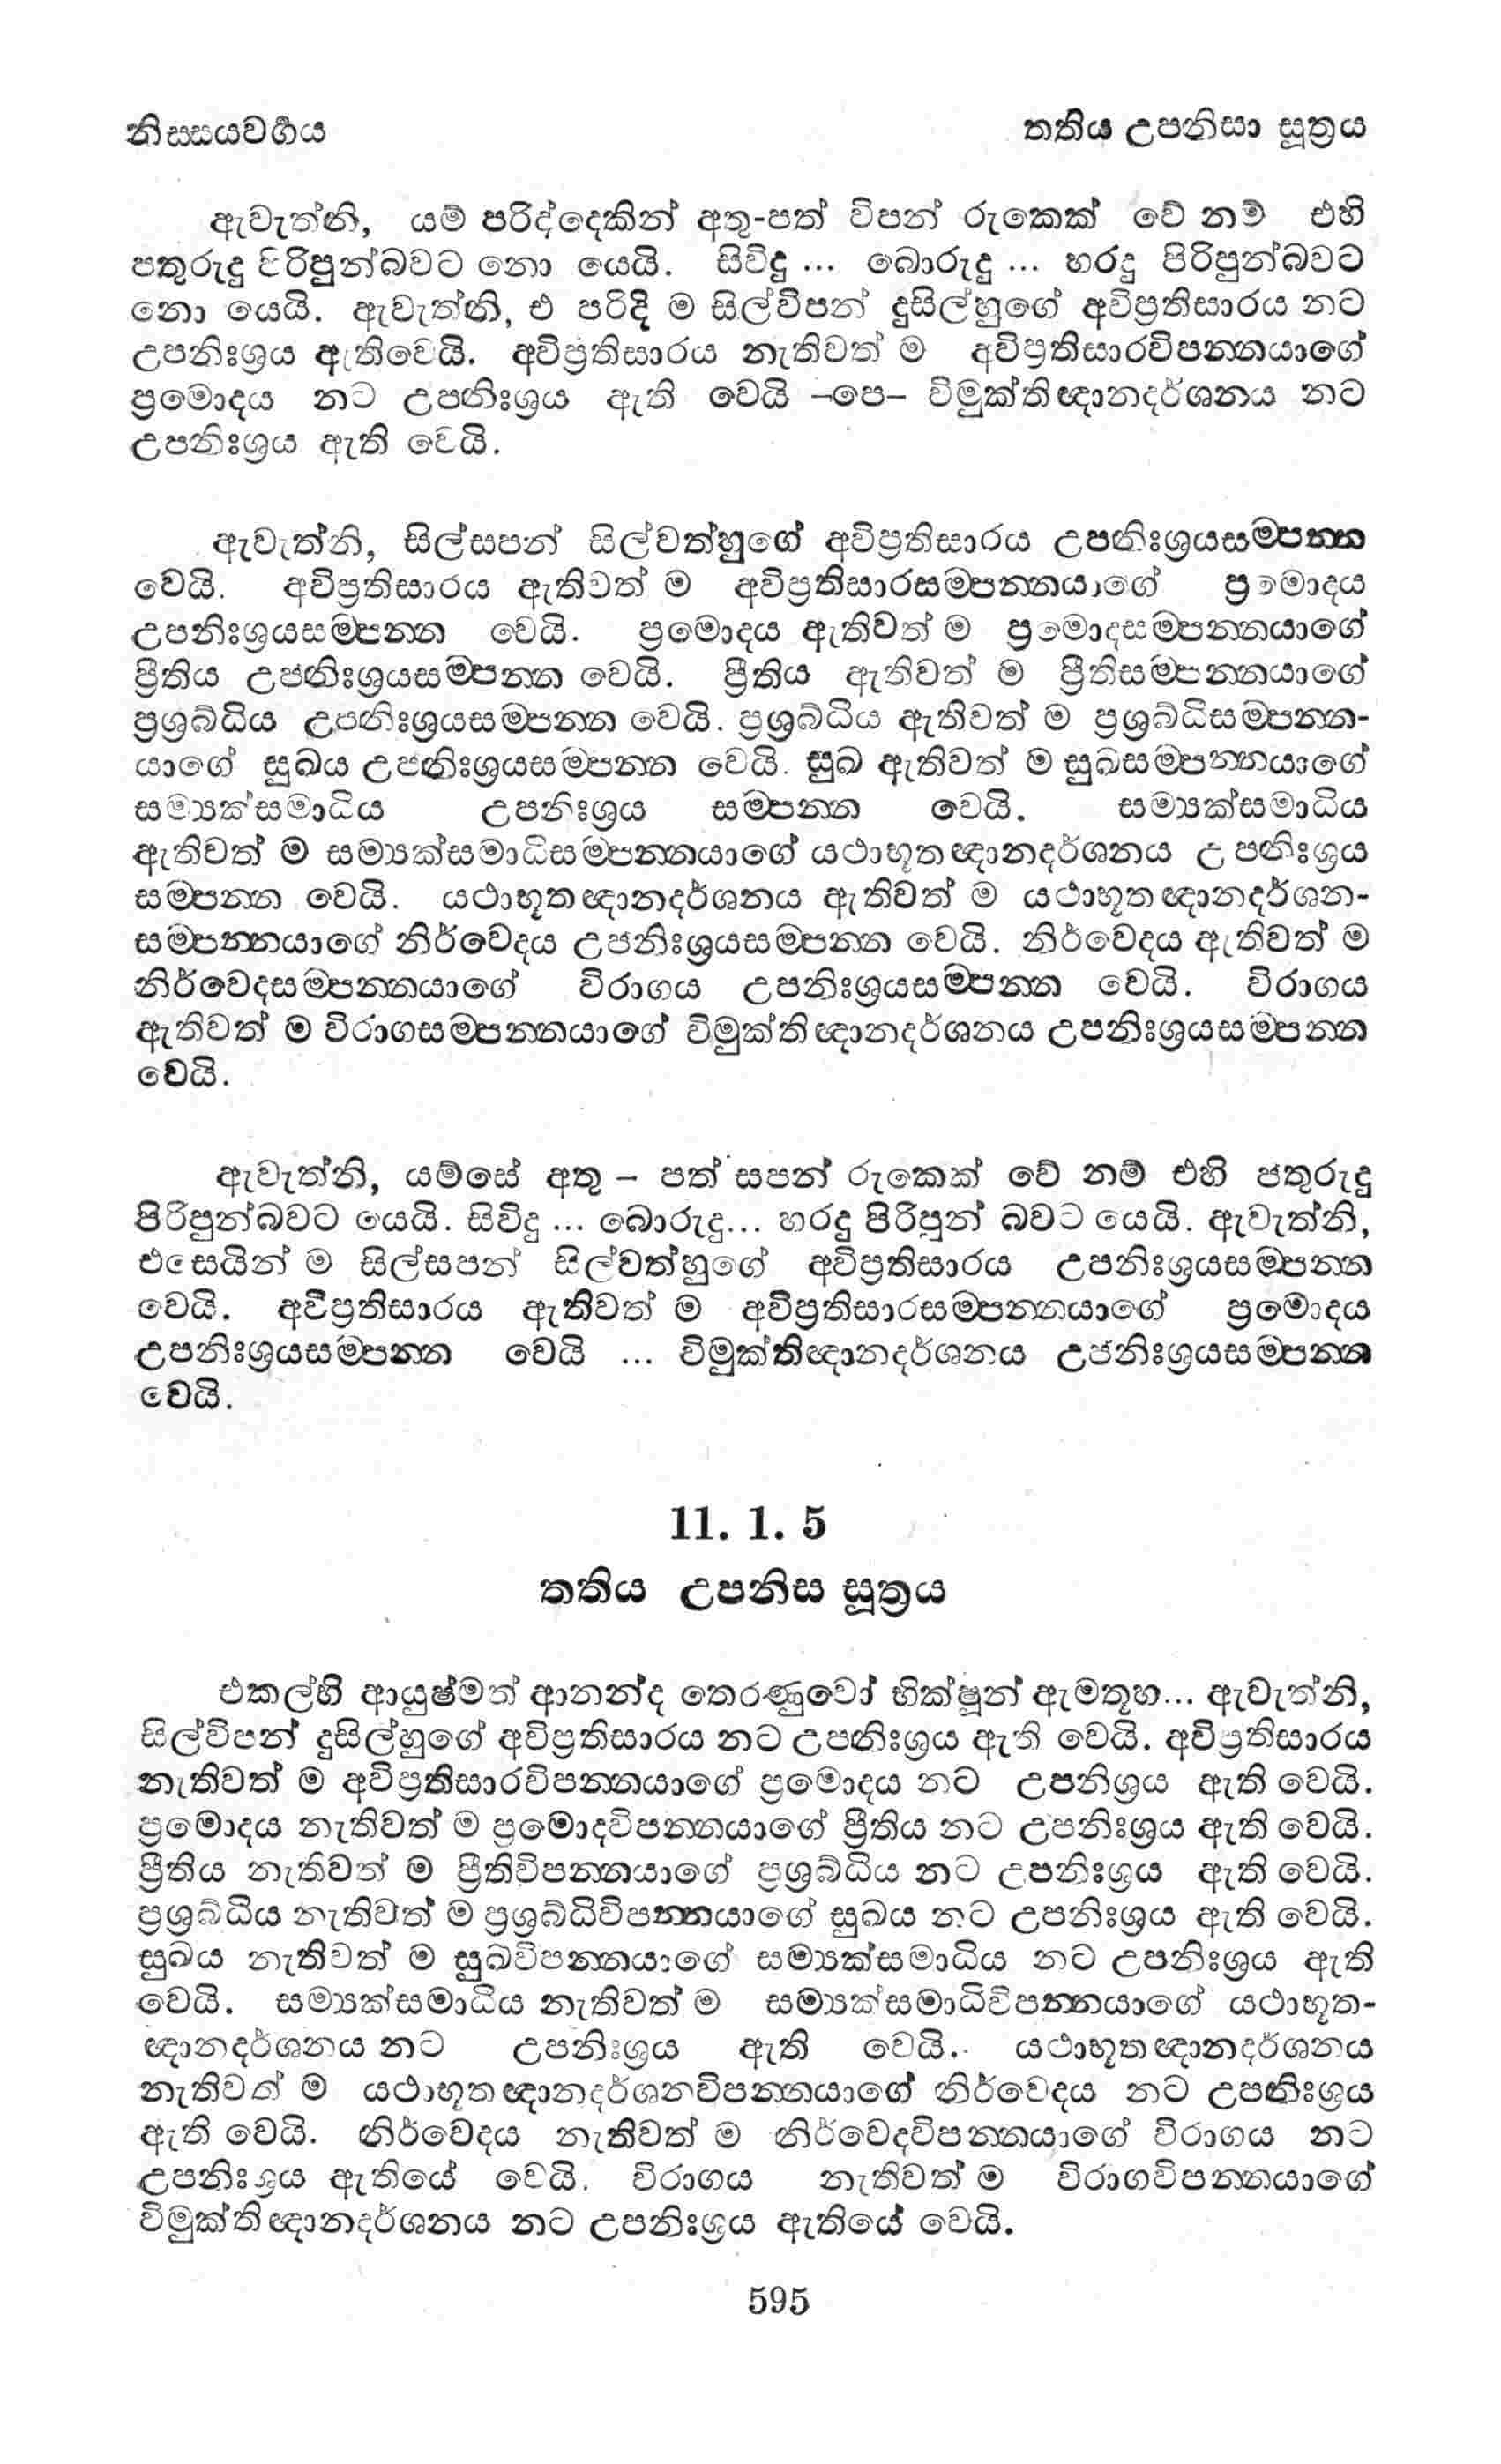 නිස්සයවර්‍ගය තතිය උපනිසා සූත්‍රය
ඇවැත්නි, යම් පරිද්දෙකින් අතු-පත් විපන් රුකෙක් වේ නම් එහි
පතුරුදු පිරිපුන්බවට නො යෙයි. සිවිදු ... බොරුදු ... හරදු පිරිපුන්බවට
නො යෙයි. ඇවැත්නි, එ පරිදි ම සිල්විපන් දුසිල්හුගේ අවිප්‍රතිසාරය නට
උපනිඃශ්‍රය ඇතිවෙයි. අවිප්‍රතිසාරය නැතිවත් ම අවිප්‍රතිසාරවිපන්නයාගේ
ප්‍රමොදය නට උපනිඃශ්‍රය ඇති වෙයි -පෙ- විමුක්තිඥානදර්ශනය නට
උපනිඃශ්‍රය ඇති වෙයි.
ඇවැත්නි, සිල්සපන් සිල්වත්හුගේ අවිප්‍රතිසාරය උපනිඃශ්‍රයසම්පන්න
වෙයි. අවිප්‍රතිසාරය ඇතිවත් ම අවිප්‍රතිසාරසම්පන්නයාගේ ප්‍රමොදය
උපනිඃශ්‍රයසම්පන්න වෙයි. ප්‍රමොදය ඇතිවත් ම ප්‍රමොදසම්පන්නයාගේ
ප්‍රීතිය උපනිඃශ්‍රයසම්පන්න වෙයි. ප්‍රීතිය ඇතිවත් ම ප්‍රීතිසම්පන්නයාගේ
ප්‍රශ්‍රබ්ධිය උපනිඃශ්‍රයසම්පන්න වෙයි. ප්‍රශ්‍රබ්ධිය ඇතිවත් ම ප්‍රශ්‍රබ්ධිසම්පන්න-
යාගේ සුඛය උපනිඃශ්‍රයසම්පන්න වෙයි. සුඛ ඇතිවත් ම සුඛසම්පන්නයාගේ
සම්‍යක්සමාධිය උපනිඃශ්‍රය සම්පන්න වෙයි. සම්‍යක්සමාධිය
ඇතිවත් ම සම්‍යක්සමාධිසම්පන්නයාගේ යථාභූතඥානදර්ශනය උපනිඃශ්‍රය
සම්පන්න වෙයි. යථාභූතඥානදර්ශනය ඇතිවත් ම යථාභූතඥානදර්ශන-
සම්පන්නයාගේ නිර්වෙදය උපනිඃශ්‍රයසම්පන්න වෙයි. නිර්වෙදය ඇතිවත් ම
නිර්වෙදසම්පන්නයාගේ විරාගය උපනිඃශ්‍රයසම්පන්න වෙයි. විරාගය
ඇතිවත් ම විරාගසම්පන්නයාගේ විමුක්තිඥානදර්ශනය උපනිඃශ්‍රයසම්පන්න
වෙයි.
ඇවැත්නි, යම්සේ අතු - පත් සපන් රුකෙක් වේ නම් එහි පතුරුදු
පිරිපුන්බවට යෙයි. සිවිදු ... බොරුදු... හරදු පිරිපුන් බවට යෙයි. ඇවැත්නි,
එසෙයින් ම සිල්සපන් සිල්වත්හුගේ අවිප්‍රතිසාරය උපනිඃශ්‍රයසම්පන්න
වෙයි. අවිප්‍රතිසාරය ඇතිවත් ම අවිප්‍රතිසාරසම්පන්නයාගේ ප්‍රමොදය
උපනිඃශ්‍රයසම්පන්න වෙයි ... විමුක්තිඥානදර්ශනය උපනිඃශ්‍රයසම්පන්න
වෙයි.
11. 1. 5
තතිය උපනිස සූත්‍රය
එකල්හි ආයුෂ්මත් ආනන්ද තෙරණුවෝ භික්ෂූන් ඇමතූහ... ඇවැත්නි,
සිල්විපන් දුසිල්හුගේ අවිප්‍රතිසාරය නට උපනිඃශ්‍රය ඇති වෙයි. අවිප්‍රතිසාරය
නැතිවත් ම අවිප්‍රතිසාරවිපන්නයාගේ ප්‍රමොදය නට උපනිශ්‍රය ඇති වෙයි.
ප්‍රමොදය නැතිවත් ම ප්‍රමොදවිපන්නයාගේ ප්‍රීතිය නට උපනිඃශ්‍රය ඇති වෙයි.
ප්‍රීතිය නැතිවත් ම ප්‍රීතිවිපන්නයාගේ ප්‍රශ්‍රබ්ධිය නට උපනිඃශ්‍රය ඇති වෙයි.
ප්‍රශ්‍රබ්ධිය නැතිවත් ම ප්‍රශ්‍රබ්ධිවිපන්නයාගේ සුඛය නට උපනිඃශ්‍රය ඇති වෙයි.
සුඛය නැතිවත් ම සුඛවිපන්නයාගේ සම්‍යක්සමාධිය නට උපනිඃශ්‍රය ඇති
වෙයි. සම්‍යක්සමාධිය නැතිවත් ම සම්‍යක්සමාධිවිපන්නයාගේ යථාභූත-
ඥානදර්ශනය නට උපනිඃශ්‍රය ඇති වෙයි. යථාභූතඥානදර්ශනය
නැතිවත් ම යථාභූතඥානදර්ශනවිපන්නයාගේ නිර්වෙදය නට උපනිඃශ්‍රය
ඇති වෙයි. නිර්වෙදය නැතිවත් ම නිර්වෙදවිපන්නයාගේ විරාගය නට
උපනිඃශ්‍රය ඇතියේ වෙයි. විරාගය නැතිවත් ම විරාගවිපන්නයාගේ
විමුක්තිඥානදර්ශනය නට උපනිඃශ්‍රය ඇතියේ වෙයි.
595